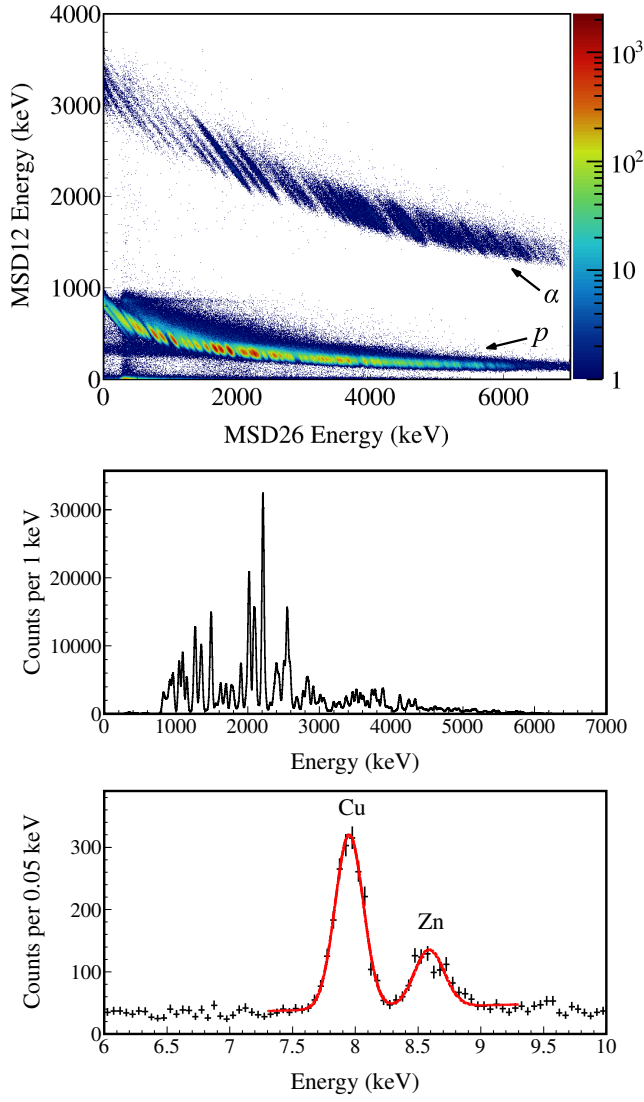 4000
3000
2000
1000
0
MSD12 Energy (keV)
0 2000 4000 6000
MSD26 Energy (keV)
α
p
10³
10²
10
1
30000
20000
10000
0
Counts per 1 keV
0 1000 2000 3000 4000 5000 6000 7000
Energy (keV)
Cu
Zn
300
200
100
0
Counts per 0.05 keV
6 6.5 7 7.5 8 8.5 9 9.5 10
Energy (keV)